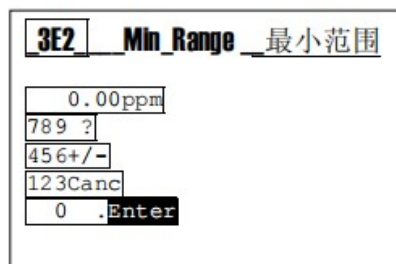 3E2 Min_Range 最小范围
0.00ppm
789 ?
456+/-
123Canc
0 .Enter